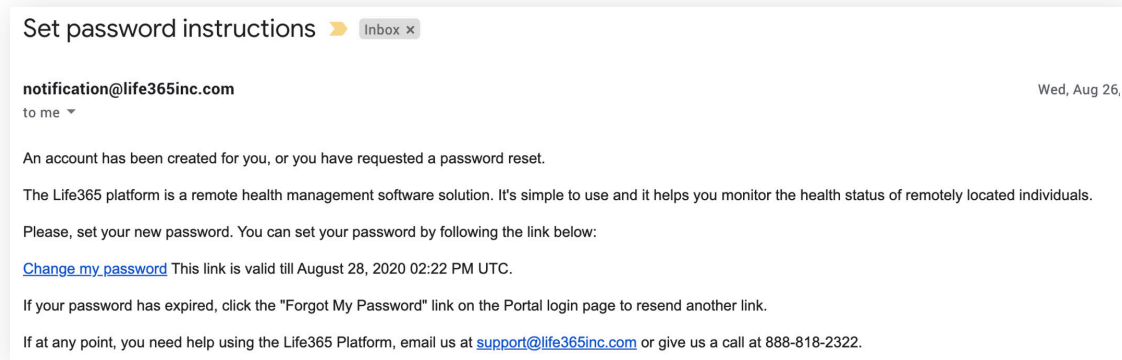 Set password instructions Inbox ×
notification@life365inc.com Wed, Aug 26,
to me
An account has been created for you, or you have requested a password reset.
The Life365 platform is a remote health management software solution. It's simple to use and it helps you monitor the health status of remotely located individuals.
Please, set your new password. You can set your password by following the link below:
Change my password This link is valid till August 28, 2020 02:22 PM UTC.
If your password has expired, click the "Forgot My Password" link on the Portal login page to resend another link.
If at any point, you need help using the Life365 Platform, email us at support@life365inc.com or give us a call at 888-818-2322.